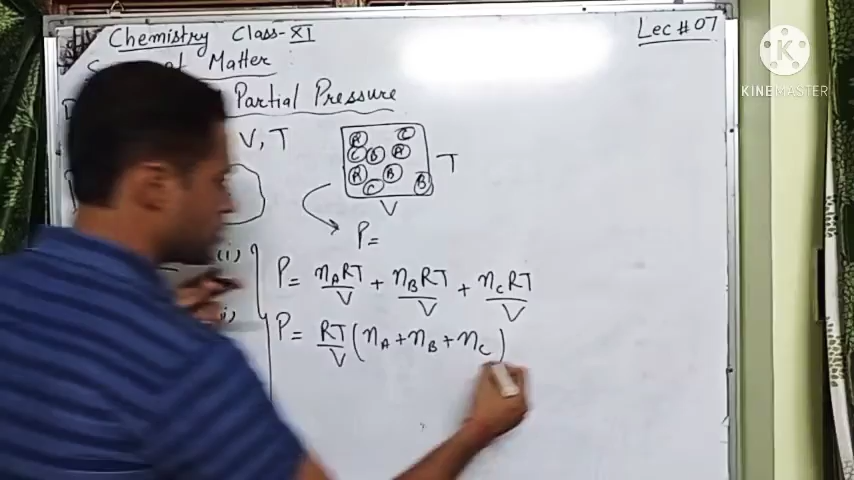 Chemistry Class-XI
Lec # 07
Matter
Partial Pressure
K
KINEMASTER
V, T
A C
C B A
A B
C B
T
V
P=
(i)
P = nART/V + nBRT/V + nCRT/V
P = RT/V (nA + nB + nC)